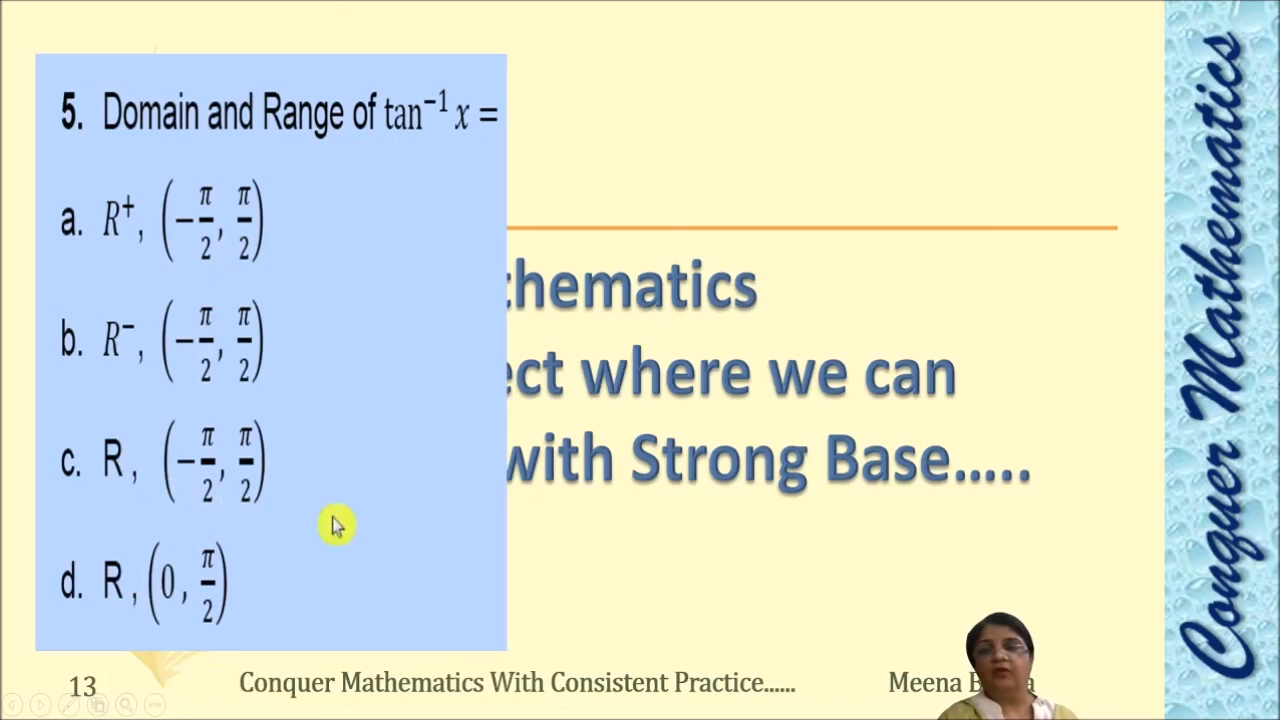 5. Domain and Range of tan⁻¹ x =
a. R⁺, (−π/2, π/2)
b. R⁻, (−π/2, π/2)
c. R , (−π/2, π/2)
d. R , (0 , π/2)
thematics
ect where we can
with Strong Base.....
13
Conquer Mathematics With Consistent Practice......
Meena
Conquer Mathematics